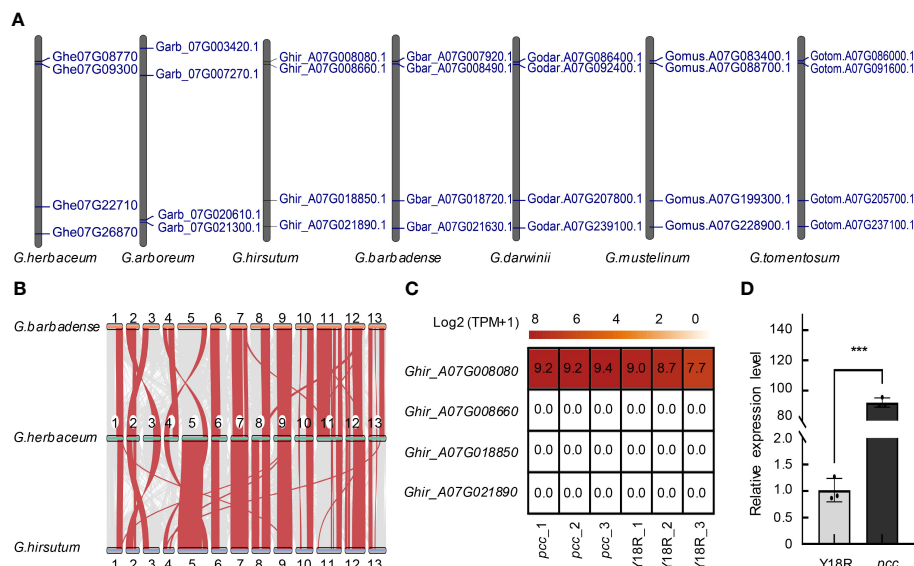 A
Ghe07G08770
Ghe07G09300
Ghe07G22710
Ghe07G26870
G.herbaceum
Garb_07G003420.1
Garb_07G007270.1
Garb_07G020610.1
Garb_07G021300.1
G.arboreum
Ghir_A07G008080.1
Ghir_A07G008660.1
Ghir_A07G018850.1
Ghir_A07G021890.1
G.hirsutum
Gbar_A07G007920.1
Gbar_A07G008490.1
Gbar_A07G018720.1
Gbar_A07G021630.1
G.barbadense
Godar.A07G086400.1
Godar.A07G092400.1
Godar.A07G207800.1
Godar.A07G239100.1
G.darwinii
Gomus.A07G083400.1
Gomus.A07G088700.1
Gomus.A07G199300.1
Gomus.A07G228900.1
G.mustelinum
Gotom.A07G086000.1
Gotom.A07G091600.1
Gotom.A07G205700.1
Gotom.A07G237100.1
G.tomentosum
B
1 2 3 4 5 6 7 8 9 10 11 12 13
G.barbadense
1 2 3 4 5 6 7 8 9 10 11 12 13
G.herbaceum
G.hirsutum
1 2 3 4 5 6 7 8 9 10 11 12 13
C
Log2 (TPM+1)
8 6 4 2 0
Ghir_A07G008080 9.2 9.2 9.4 9.0 8.7 7.7
Ghir_A07G008660 0.0 0.0 0.0 0.0 0.0 0.0
Ghir_A07G018850 0.0 0.0 0.0 0.0 0.0 0.0
Ghir_A07G021890 0.0 0.0 0.0 0.0 0.0 0.0
pcc_1 pcc_2 pcc_3 Y18R_1 Y18R_2 Y18R_3
D
Relative expression level
140
120
100
80
2.0
1.5
1.0
0.5
0
***
Y18R pcc